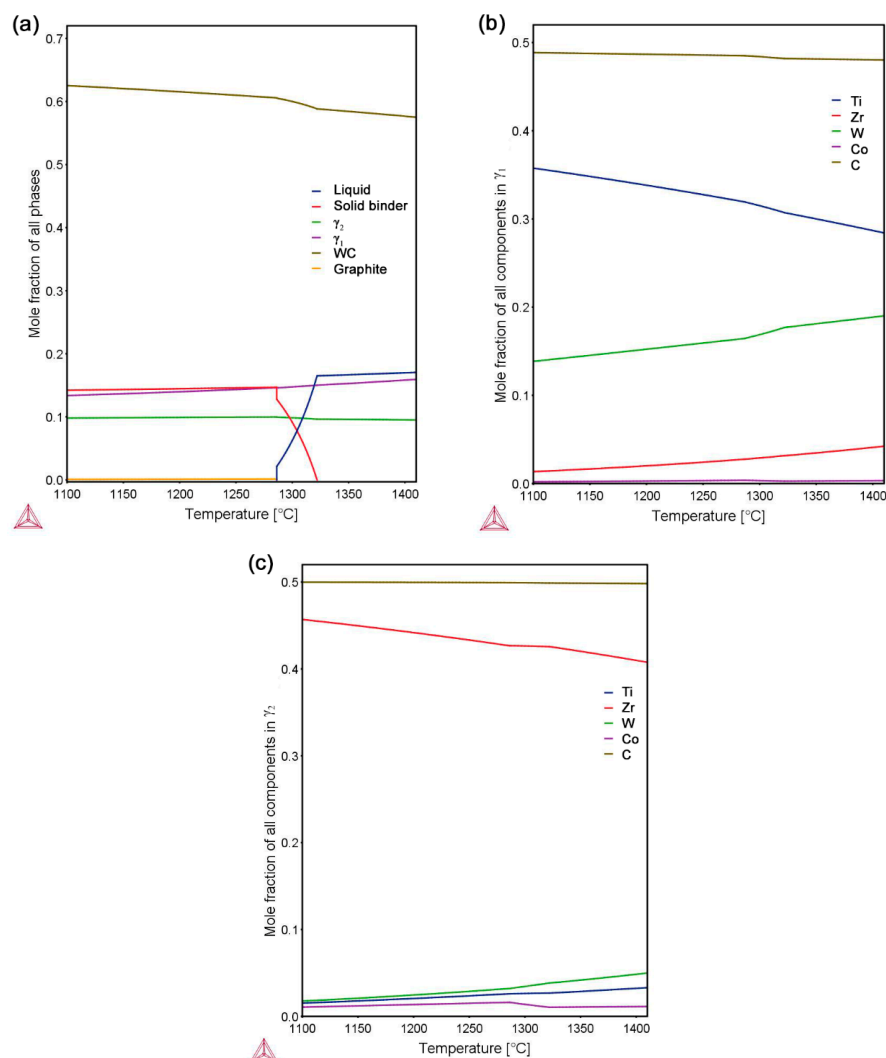 (a)
Mole fraction of all phases
0.7
0.6
0.5
0.4
0.3
0.2
0.1
0.0
Liquid
Solid binder
γ₂
γ₁
WC
Graphite
1100 1150 1200 1250 1300 1350 1400
Temperature [°C]
(b)
Mole fraction of all components in γ₁
0.5
0.4
0.3
0.2
0.1
0.0
Ti
Zr
W
Co
C
1100 1150 1200 1250 1300 1350 1400
Temperature [°C]
(c)
Mole fraction of all components in γ₂
0.5
0.4
0.3
0.2
0.1
0.0
Ti
Zr
W
Co
C
1100 1150 1200 1250 1300 1350 1400
Temperature [°C]